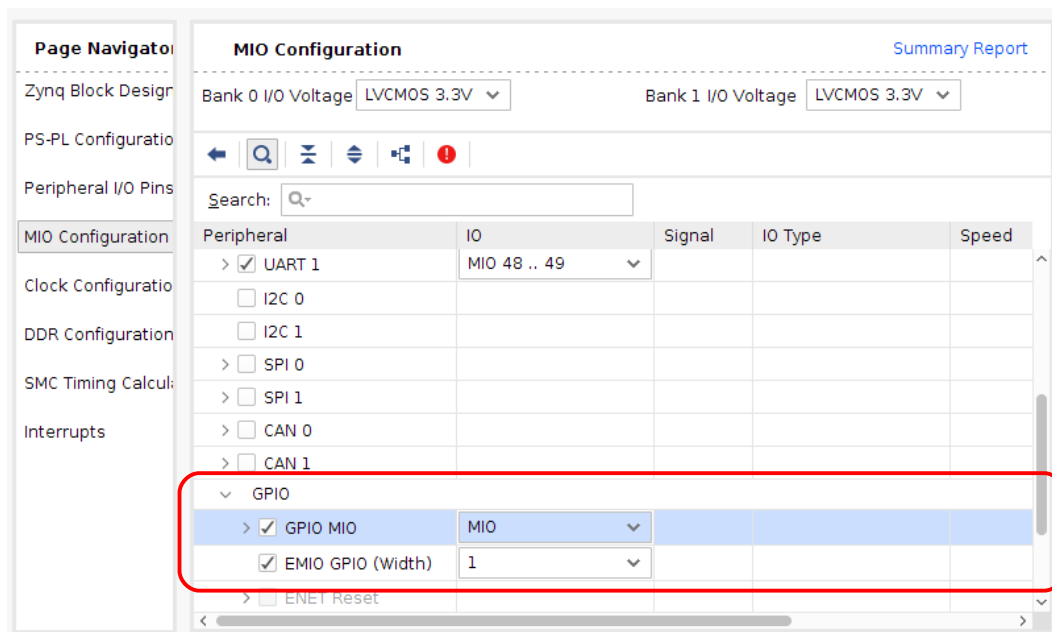 Page Navigato
MIO Configuration
Summary Report
Zynq Block Design
Bank 0 I/O Voltage LVCMOS 3.3V
Bank 1 I/O Voltage LVCMOS 3.3V
PS-PL Configuratio
Peripheral I/O Pins
Search:
MIO Configuration
Peripheral IO Signal IO Type Speed
UART 1 MIO 48 .. 49
Clock Configuratio
I2C 0
DDR Configuration
I2C 1
SPI 0
SMC Timing Calcul
SPI 1
Interrupts
CAN 0
CAN 1
GPIO
GPIO MIO MIO
EMIO GPIO (Width) 1
ENET Reset